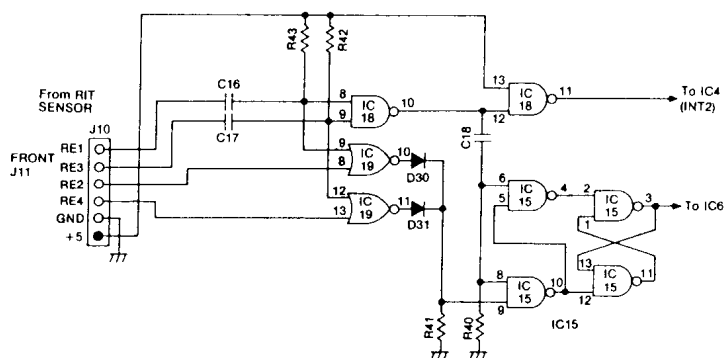 From RIT
SENSOR
J10
FRONT
J11
RE1
RE3
RE2
RE4
GND
+5
C16
C17
R43
R42
8
9
IC
18
10
9
8
IC
19
10
D30
12
13
IC
19
11
D31
R41
C18
R40
13
12
IC
18
11
To IC4
(INT2)
6
5
IC
15
4
2
1
IC
15
3
To IC6
8
9
IC
15
10
13
12
IC
15
11
IC15